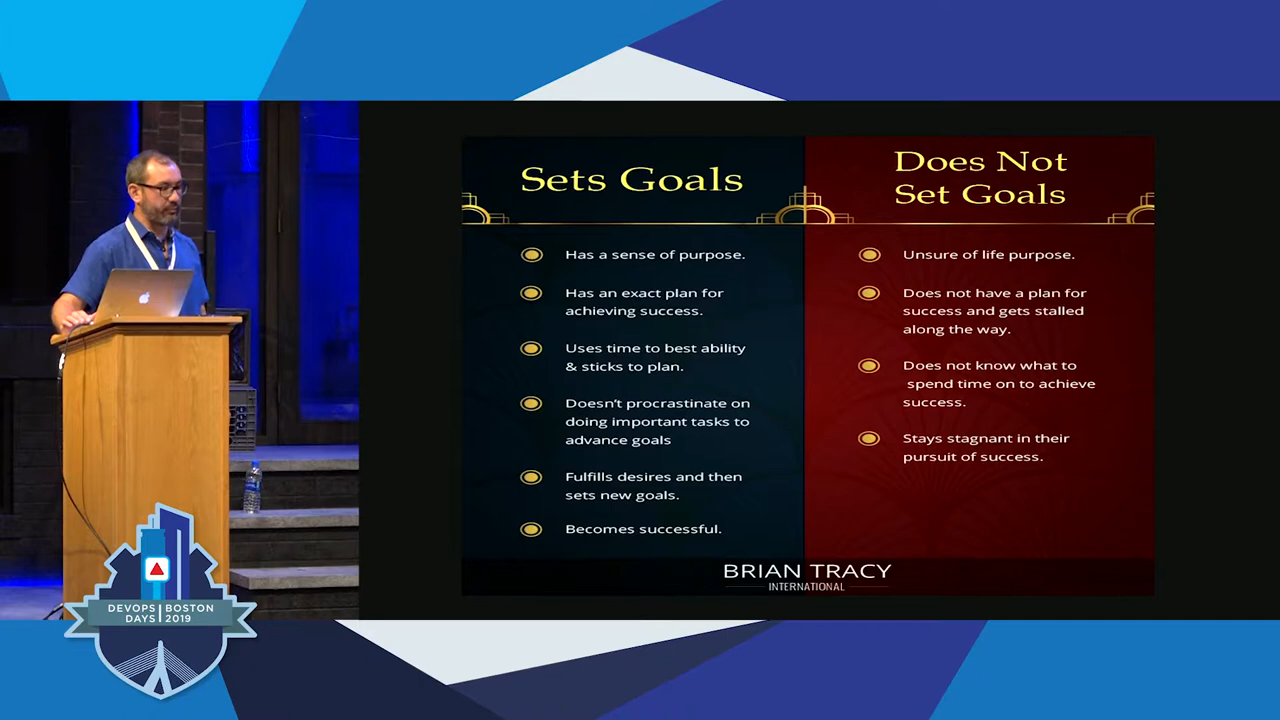 Sets Goals
Has a sense of purpose.
Has an exact plan for
achieving success.
Uses time to best ability
& sticks to plan.
Doesn't procrastinate on
doing important tasks to
advance goals
Fulfills desires and then
sets new goals.
Becomes successful.
Does Not
Set Goals
Unsure of life purpose.
Does not have a plan for
success and gets stalled
along the way.
Does not know what to
spend time on to achieve
success.
Stays stagnant in their
pursuit of success.
BRIAN TRACY
INTERNATIONAL
DEVOPS BOSTON
DAYS 2019